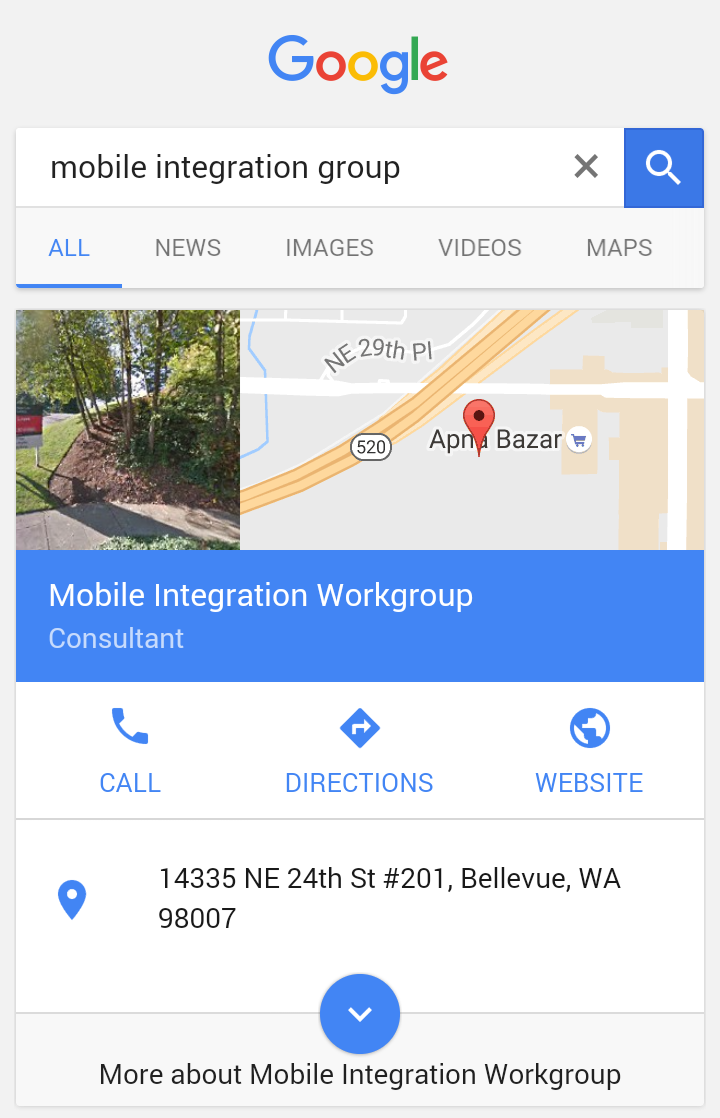 Google
mobile integration group
ALL NEWS IMAGES VIDEOS MAPS
NE 29th Pl
520
Apna Bazar
Mobile Integration Workgroup
Consultant
CALL DIRECTIONS WEBSITE
14335 NE 24th St #201, Bellevue, WA
98007
More about Mobile Integration Workgroup